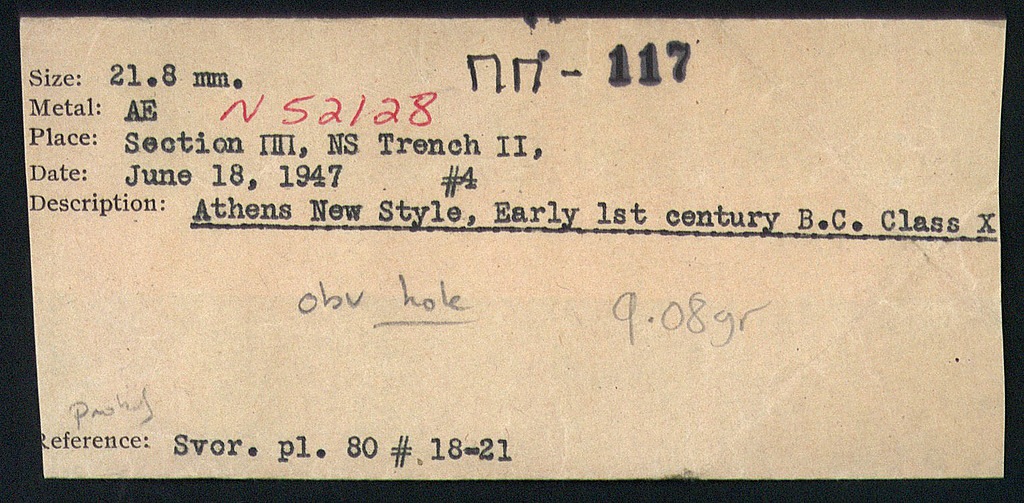 ΠΠ - 117
Size: 21.8 mm.
Metal: AE N 52128
Place: Section ΠΠ, NS Trench II,
Date: June 18, 1947 #4
Description: Athens New Style, Early 1st century B.C. Class X
obv hole 9.08gr
Reference: Svor. pl. 80 #. 18-21